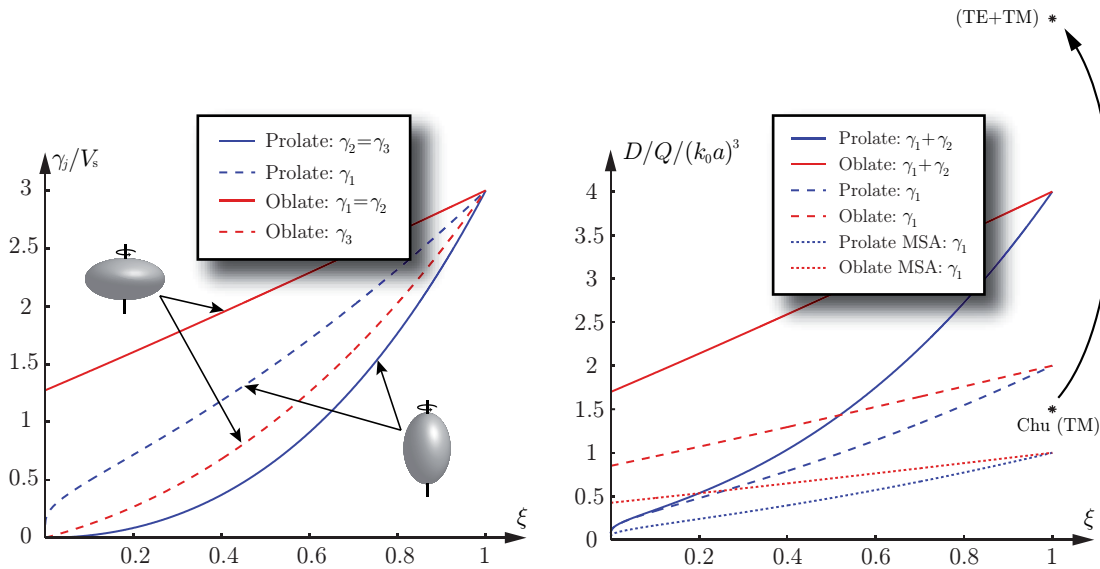 γj/Vs
Prolate: γ2=γ3
Prolate: γ1
Oblate: γ1=γ2
Oblate: γ3
3
2.5
2
1.5
1
0.5
0
0.2
0.4
0.6
0.8
1
ξ
(TE+TM)
D/Q/(k0a)^3
Prolate: γ1+γ2
Oblate: γ1+γ2
Prolate: γ1
Oblate: γ1
Prolate MSA: γ1
Oblate MSA: γ1
4
3.5
3
2.5
2
1.5
1
0.5
0
Chu (TM)
0.2
0.4
0.6
0.8
1
ξ